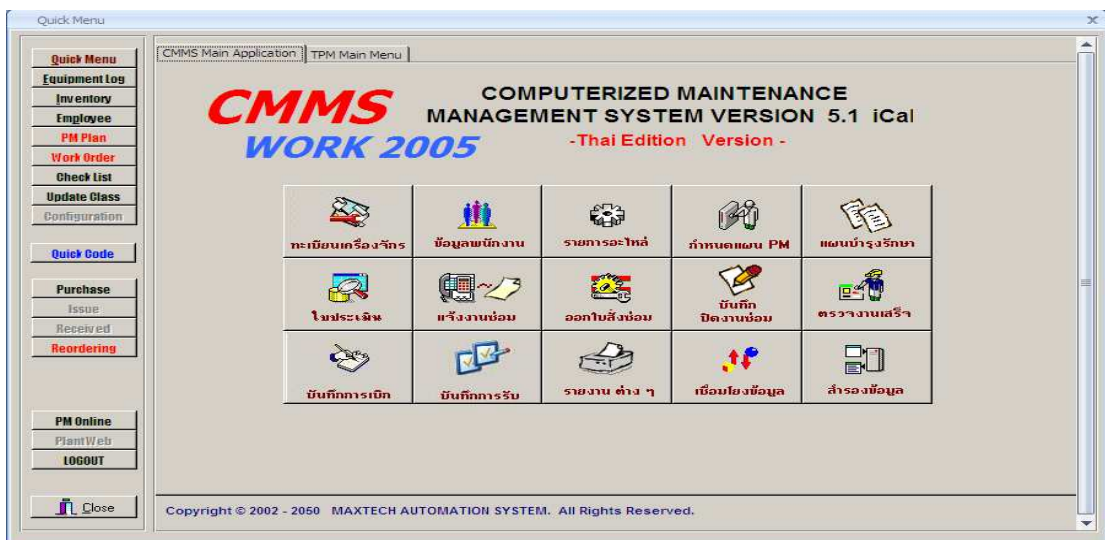 Quick Menu
x
Quick Menu
Equipment Log
Inventory
Employee
PM Plan
Work Order
Check List
Update Class
Configuration
Quick Code
Purchase
Issue
Received
Reordering
PM Online
PlantWeb
LOGOUT
Close
CMMS Main Application
TPM Main Menu
CMMS
WORK 2005
COMPUTERIZED MAINTENANCE
MANAGEMENT SYSTEM VERSION 5.1 iCal
-Thai Edition Version -
ทะเบียนเครื่องจักร
ข้อมูลพนักงาน
รายการอะไหล่
กำหนดแผน PM
แผนบำรุงรักษา
ใบประเมิน
แจ้งงานซ่อม
ออกใบสั่งซ่อม
บันทึก
ปิดงานซ่อม
ตรวจงานเสร็จ
บันทึกการเบิก
บันทึกการรับ
รายงาน ต่าง ๆ
เชื่อมโยงข้อมูล
สำรองข้อมูล
Copyright © 2002 - 2050 MAXTECH AUTOMATION SYSTEM. All Rights Reserved.